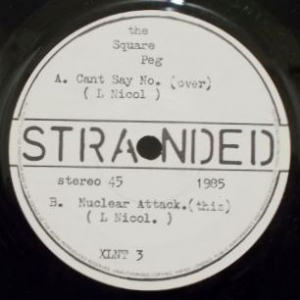 the
Square
Peg
A. Cant Say No. (over)
( L Nicol )
STRANDED
stereo 45 1985
B. Nuclear Attack.(this)
( L Nicol. )
XLNT 3